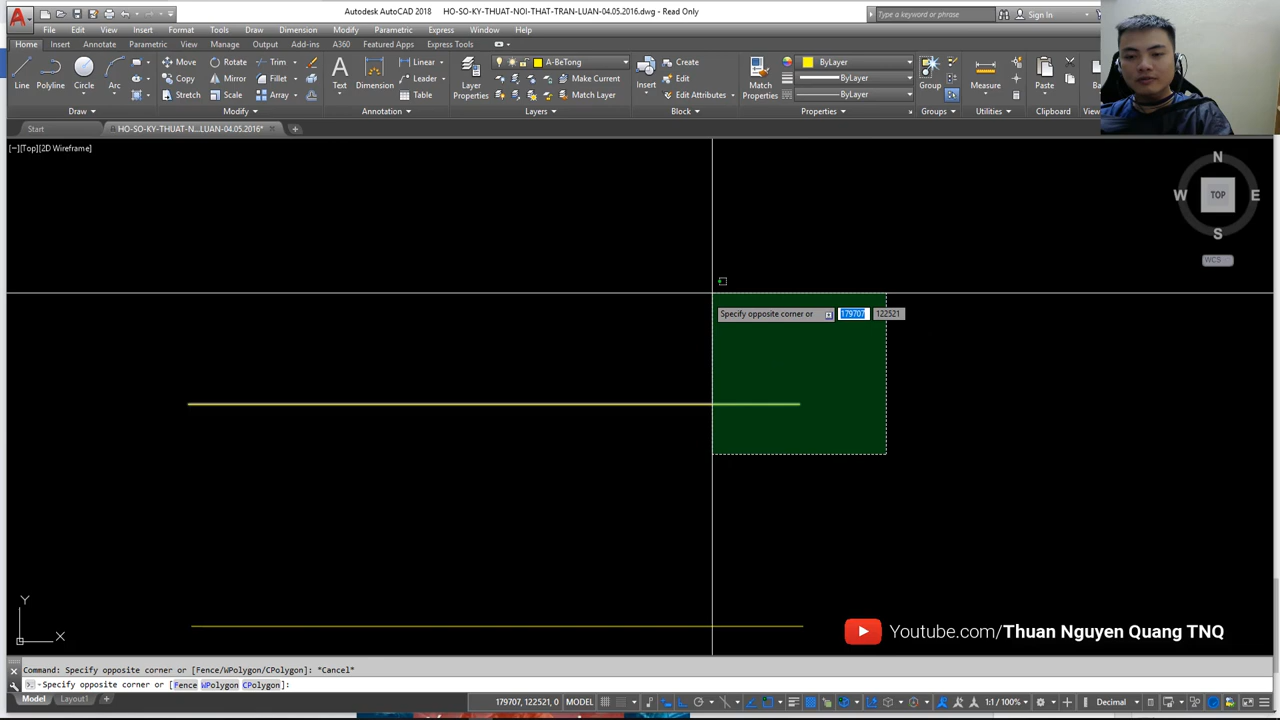 Autodesk AutoCAD 2018 HO-SO-KY-THUAT-NOI-THAT-TRAN-LUAN-04.05.2016.dwg - Read Only
Type a keyword or phrase
Sign In
File Edit View Insert Format Tools Draw Dimension Modify Parametric Express Window Help
Home Insert Annotate Parametric View Manage Output Add-ins A360 Featured Apps Express Tools
Line Polyline Circle Arc
Move Rotate Trim
Copy Mirror Fillet
Stretch Scale Array
Text Dimension
Linear
Leader
Table
Layer Properties
A-BeTong
Make Current
Match Layer
Insert
Create
Edit
Edit Attributes
Match Properties
ByLayer
ByLayer
ByLayer
Group
Measure
Paste
Draw Modify Annotation Layers Block Properties Groups Utilities Clipboard
Start HO-SO-KY-THUAT-N...LUAN-04.05.2016*
[−][Top][2D Wireframe]
N
W TOP E
S
WCS
Specify opposite corner or 179707 122521
Y
X
Youtube.com/Thuan Nguyen Quang TNQ
Command: Specify opposite corner or [Fence/WPolygon/CPolygon]: *Cancel*
Specify opposite corner or [Fence WPolygon CPolygon]:
Model Layout1 179707, 122521, 0 MODEL 1:1 / 100% Decimal